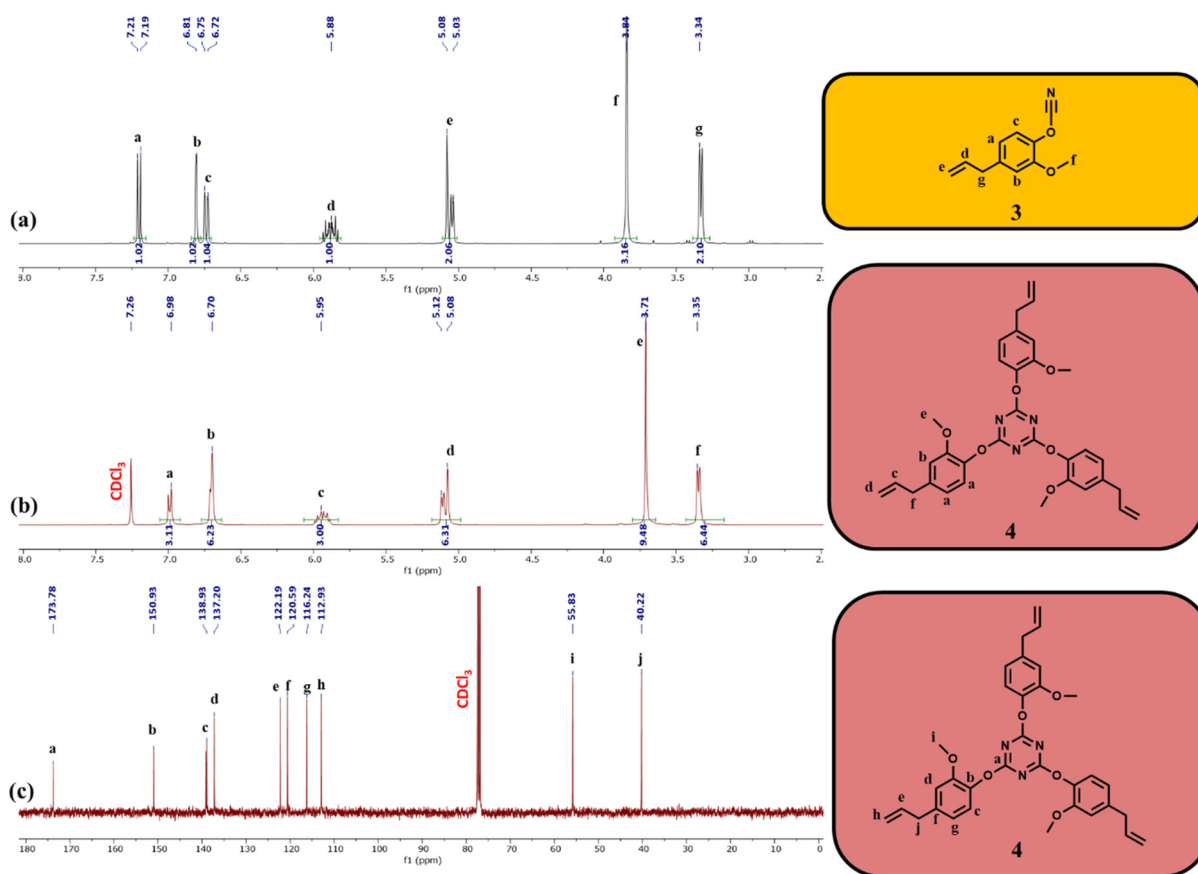 7.21 7.19 6.81 6.75 6.72 5.88 5.08 5.03 3.84 3.34
a b c d e f g
(a)
1.02 1.02 1.04 1.00 2.06 3.16 2.10
9.0 7.5 7.0 6.5 6.0 5.5 5.0 4.5 4.0 3.5 3.0 2.
f1 (ppm)
N
O
O
a c d e f g b
3
7.26 6.98 6.70 5.95 5.12 5.08 3.71 3.35
CDCl3
a b c d e f
(b)
3.11 6.23 3.00 6.31 9.48 6.44
9.0 7.5 7.0 6.5 6.0 5.5 5.0 4.5 4.0 3.5 3.0 2.
f1 (ppm)
O
O
N N
N
e O
b O O
c
d a O
f a
4
173.78 150.93 138.93 137.20 122.19 120.59 116.24 112.93 55.83 40.22
CDCl3
a b c d e f g h i j
(c)
180 170 160 150 140 130 120 110 100 90 80 70 60 50 40 30 20 10 0
f1 (ppm)
O
O
i N N
O a N
d b O O
e c O
h f
j g
4